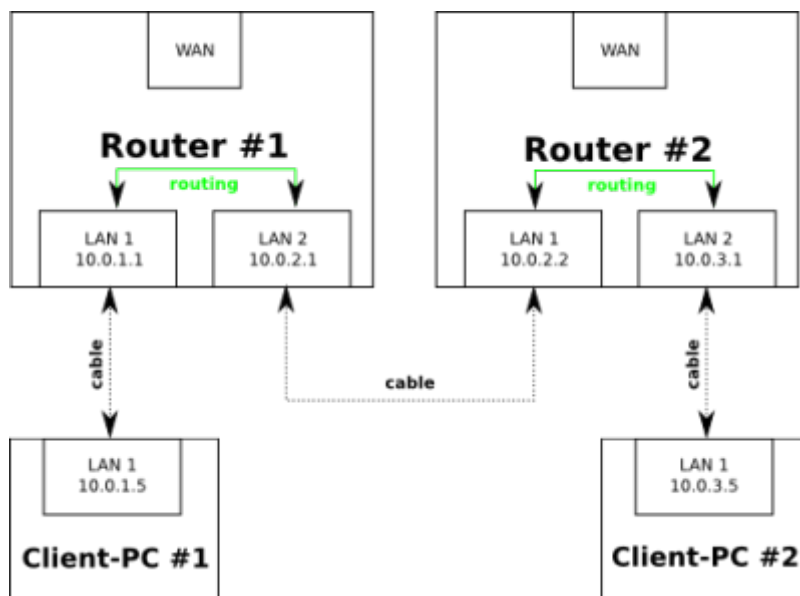 WAN
Router #1
routing
LAN 1
10.0.1.1
LAN 2
10.0.2.1
WAN
Router #2
routing
LAN 1
10.0.2.2
LAN 2
10.0.3.1
cable
cable
cable
LAN 1
10.0.1.5
Client-PC #1
LAN 1
10.0.3.5
Client-PC #2